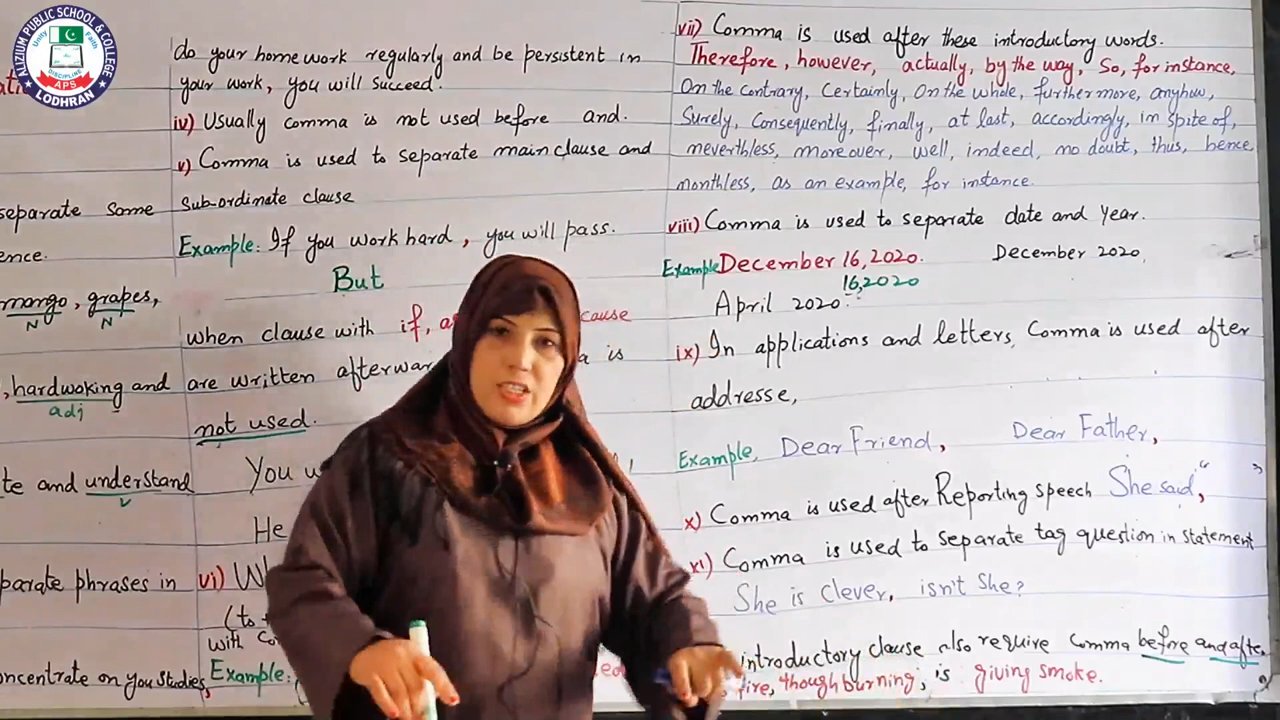 ALIZIUM PUBLIC SCHOOL & COLLEGE
Unity
Faith
DISCIPLINE
APS
LODHRAN
separate some
ence.
mango, grapes,
N N
, hardwoking and
adj
te and understand
V
parate phrases in
oncentrate on you studies,
do your homework regularly and be persistent in
your work, you will succeed.
iv) Usually comma is not used before and.
v) Comma is used to separate main clause and
sub-ordinate clause
Example: If you work hard, you will pass.
But
when clause with if, cause
are written afterwar is
not used.
You
He
vi)
(to
with
Example:
vii) Comma is used after these introductory words.
Therefore, however, actually, by the way, So, for instance,
On the contrary, Certainly, On the whole, furthermore, anyhow,
Surely, Consequently, finally, at last, accordingly, in spite of,
neverthless, moreover, well, indeed, no doubt, thus, hence
monthless, as an example, for instance.
viii) Comma is used to separate date and year.
Example December 16, 2020. December 2020,
16, 2020
April 2020.
ix) In applications and letters, Comma is used after
addresse,
Example, Dear Friend, Dear Father,
x) Comma is used after Reporting speech She said, “ ”
xi) Comma is used to separate tag question in statement
She is clever, isn't she?
introductory clause also require comma before and after.
fire, though burning, is giving smoke.